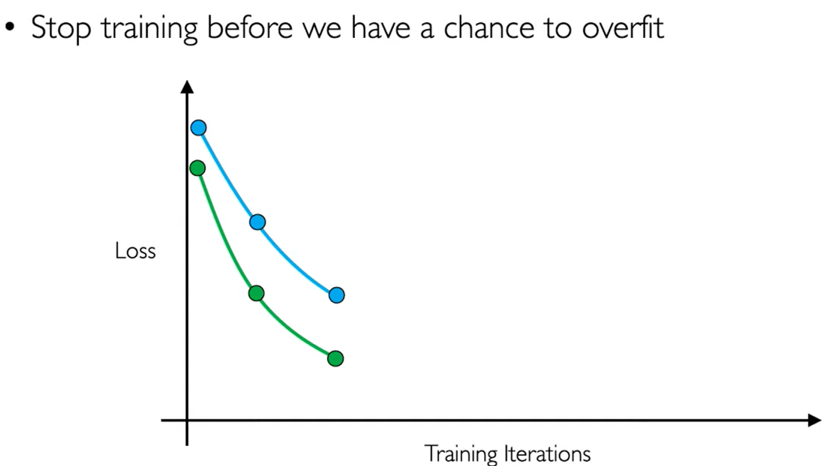 • Stop training before we have a chance to overfit
Loss
Training Iterations